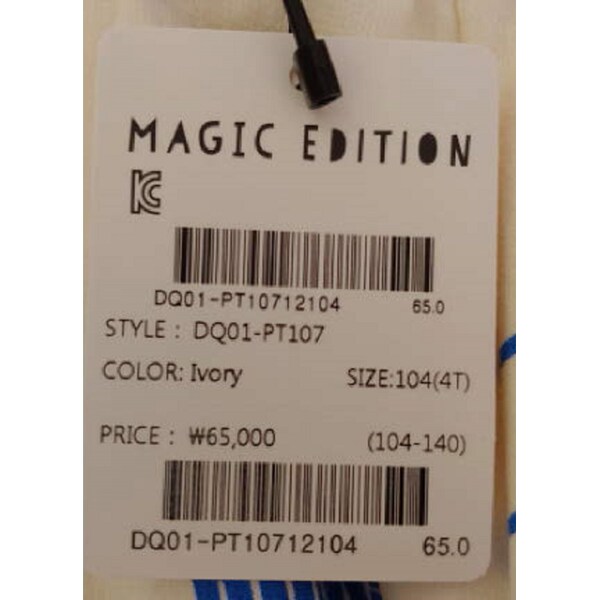 MAGIC EDITION
KC
DQ01-PT10712104 65.0
STYLE : DQ01-PT107
COLOR: Ivory SIZE:104(4T)
PRICE : ₩65,000 (104-140)
DQ01-PT10712104 65.0